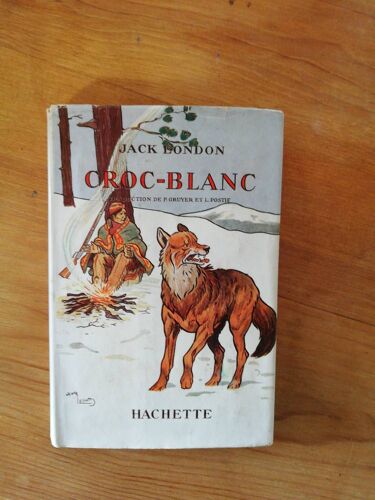 JACK LONDON
CROC-BLANC
TRADUCTION DE P. GRUYER ET L. POSTIF
HACHETTE